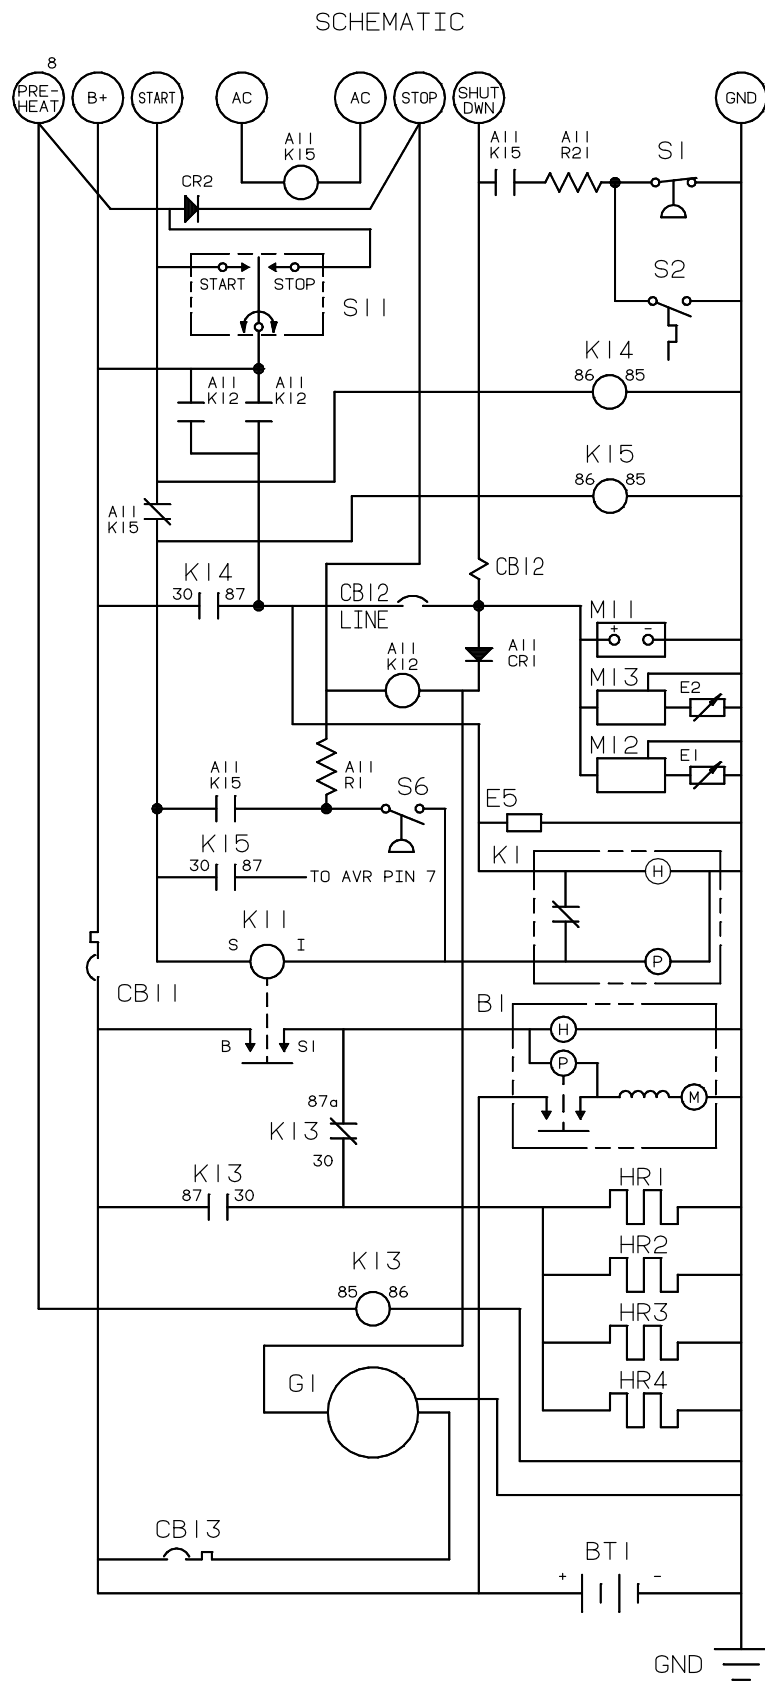 SCHEMATIC
8
PRE-
HEAT
B+
START
AC
AC
STOP
SHUT
DWN
GND
A11
K15
A11
K15
A11
R21
S1
CR2
START
STOP
S11
S2
K14
86
85
A11
K12
A11
K12
K15
86
85
A11
K15
CB12
K14
30
87
CB12
LINE
M11
+
-
A11
K12
A11
CR1
M13
E2
M12
E1
A11
K15
A11
R1
S6
E5
K15
30
87
TO AVR PIN 7
K1
H
K11
S
I
P
CB11
B1
B
S1
H
P
M
87a
K13
30
K13
87
30
HR1
HR2
K13
85
86
HR3
G1
HR4
CB13
BT1
+
-
GND